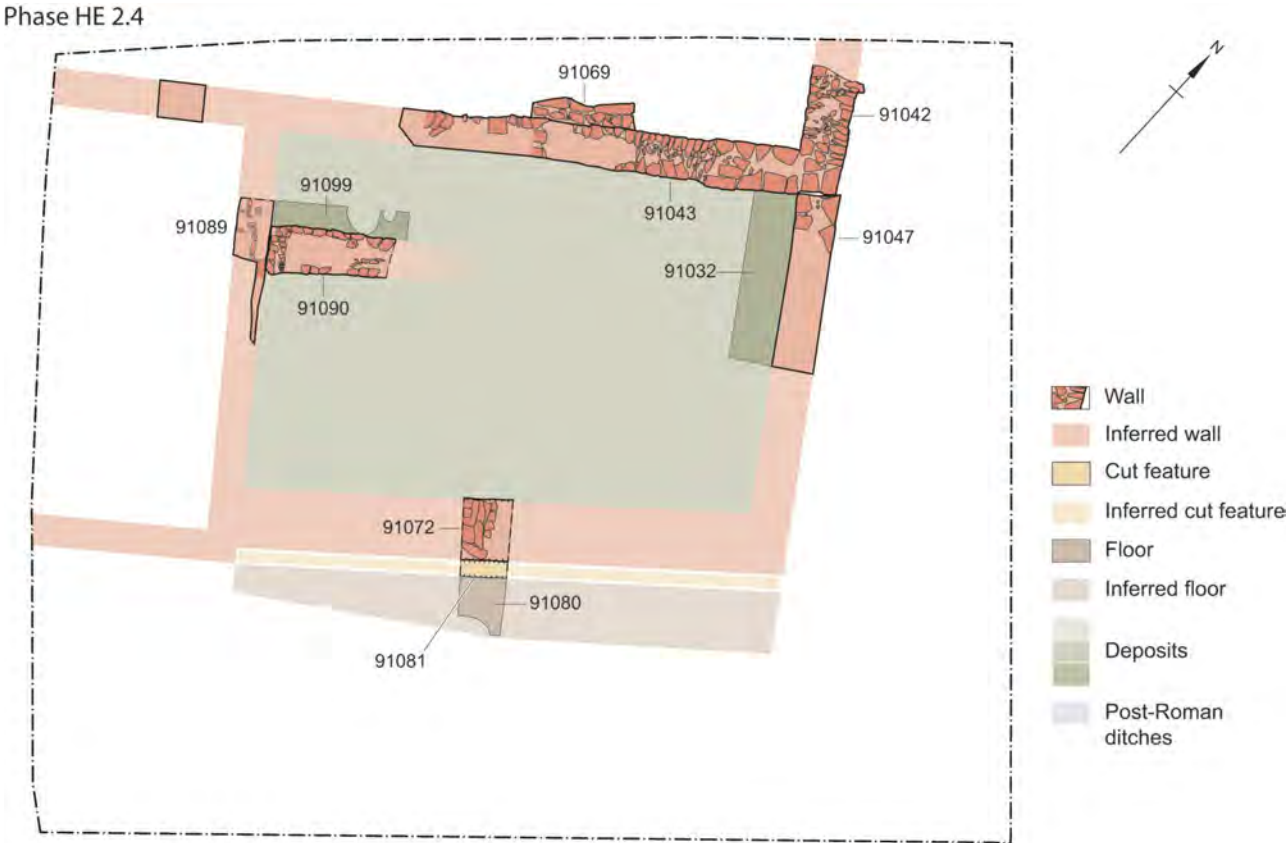 Phase HE 2.4
N
91069
91042
91099
91089
91043
91047
91032
91090
Wall
Inferred wall
Cut feature
91072
Inferred cut feature
Floor
91080
Inferred floor
91081
Deposits
Post-Roman
ditches